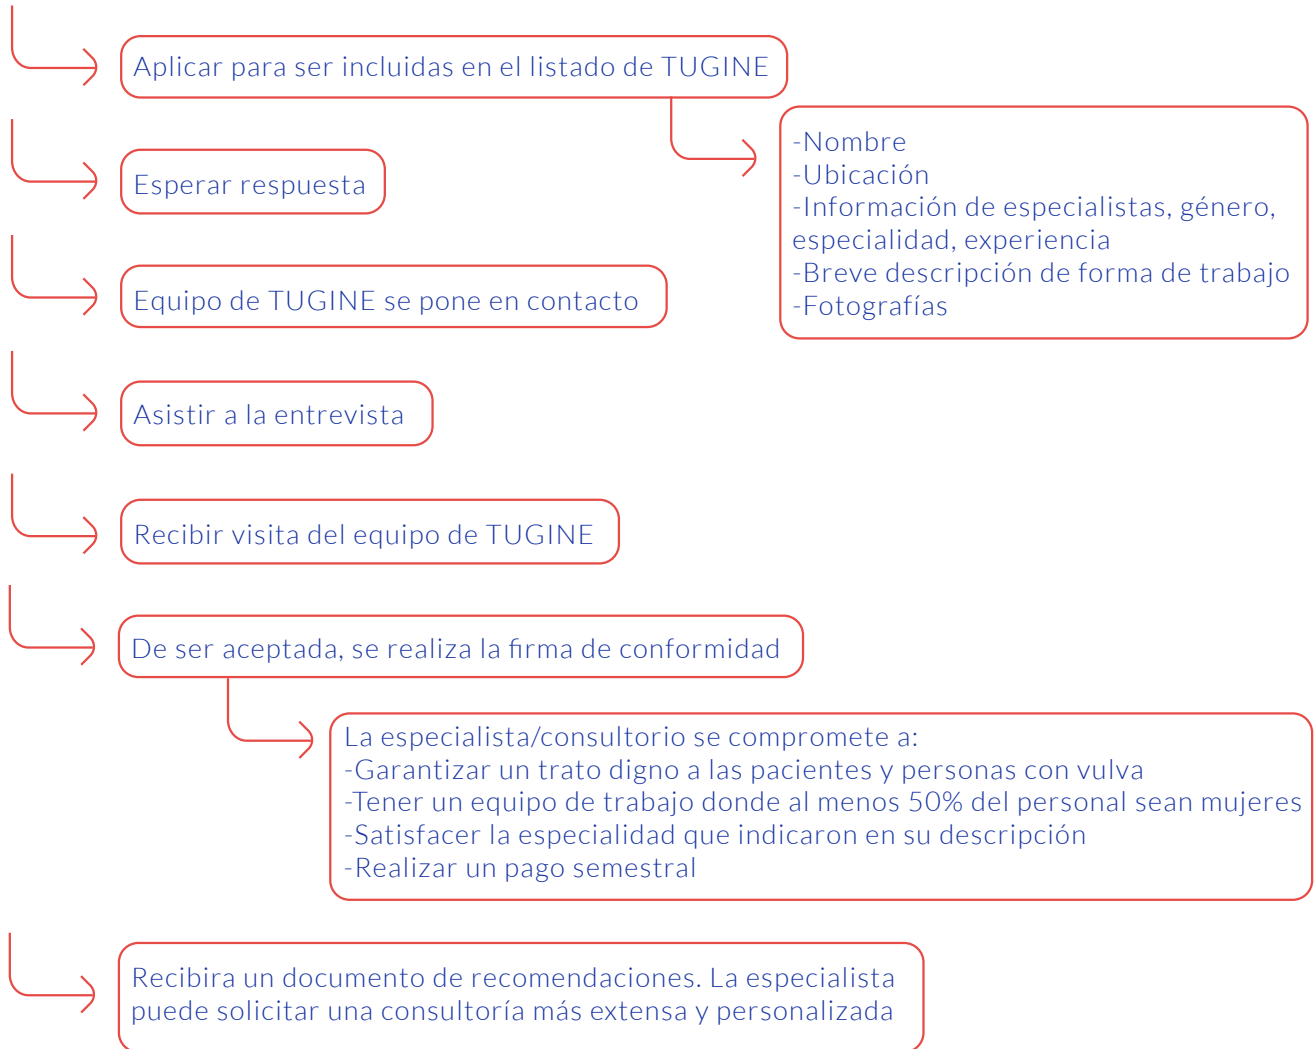 Aplicar para ser incluidas en el listado de TUGINE
-Nombre
-Ubicación
-Información de especialistas, género,
especialidad, experiencia
-Breve descripción de forma de trabajo
-Fotografías
Esperar respuesta
Equipo de TUGINE se pone en contacto
Asistir a la entrevista
Recibir visita del equipo de TUGINE
De ser aceptada, se realiza la firma de conformidad
La especialista/consultorio se compromete a:
-Garantizar un trato digno a las pacientes y personas con vulva
-Tener un equipo de trabajo donde al menos 50% del personal sean mujeres
-Satisfacer la especialidad que indicaron en su descripción
-Realizar un pago semestral
Recibira un documento de recomendaciones. La especialista
puede solicitar una consultoría más extensa y personalizada